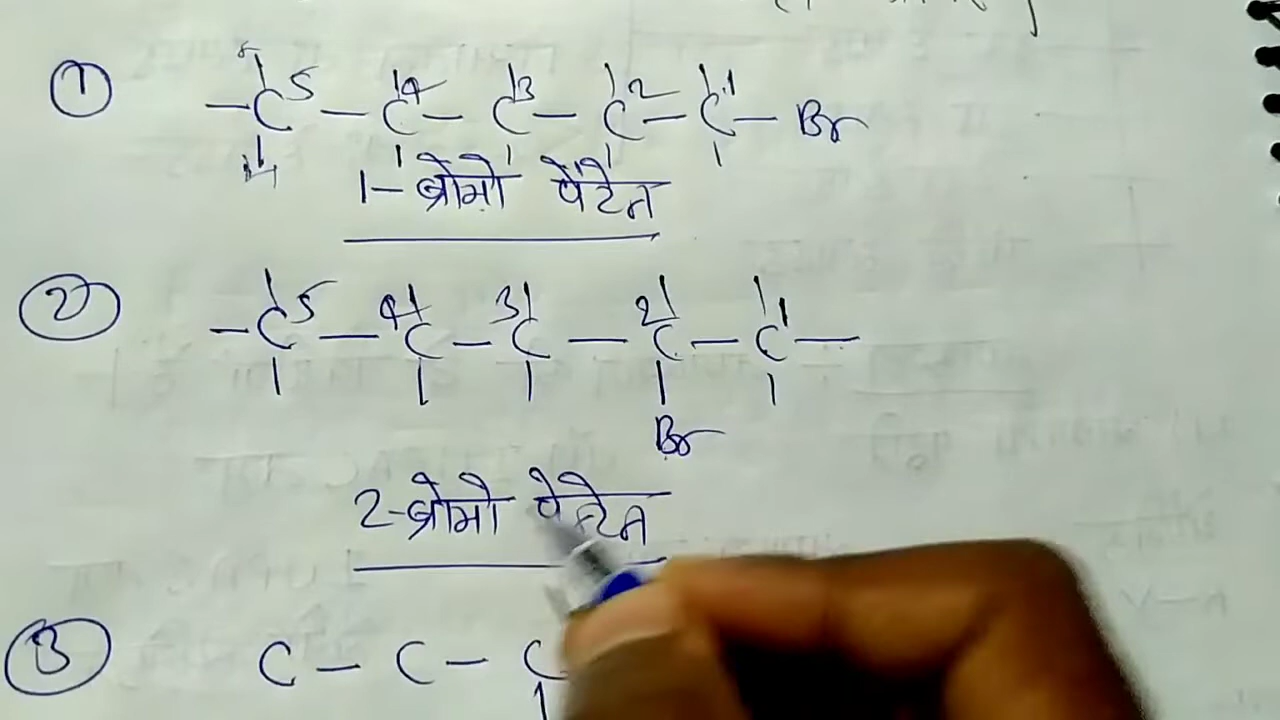 ① -C5 - C4 - C3 - C2 - C1 - Br
1-ब्रोमो पेंटेन
② -C5 - C4 - C3 - C2 - C1 -
Br
2-ब्रोमो पेन्टेन
③ C - C - C